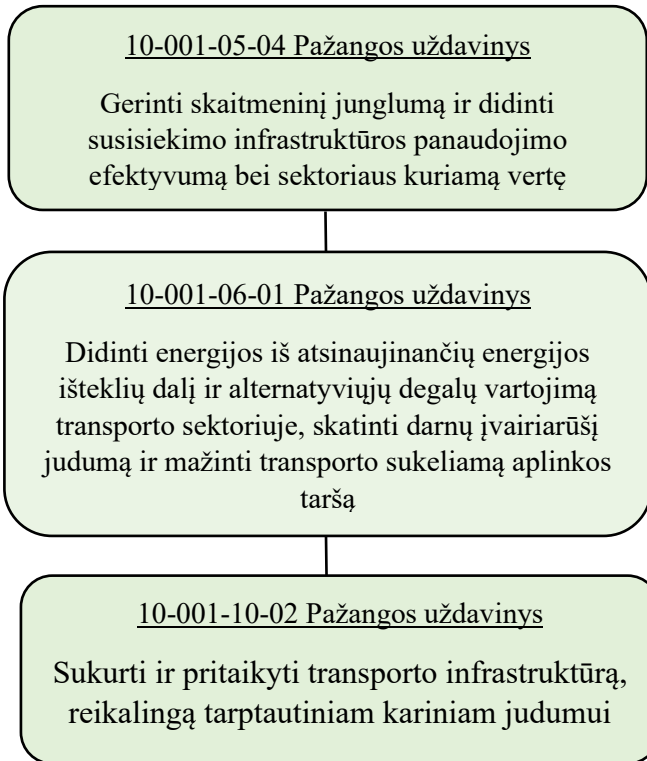 10-001-05-04 Pažangos uždavinys
Gerinti skaitmeninį junglumą ir didinti
susisiekimo infrastruktūros panaudojimo
efektyvumą bei sektoriaus kuriamą vertę
10-001-06-01 Pažangos uždavinys
Didinti energijos iš atsinaujinančių energijos
išteklių dalį ir alternatyviųjų degalų vartojimą
transporto sektoriuje, skatinti darnų įvairiarūšį
judumą ir mažinti transporto sukeliamą aplinkos
taršą
10-001-10-02 Pažangos uždavinys
Sukurti ir pritaikyti transporto infrastruktūrą,
reikalingą tarptautiniam kariniam judumui